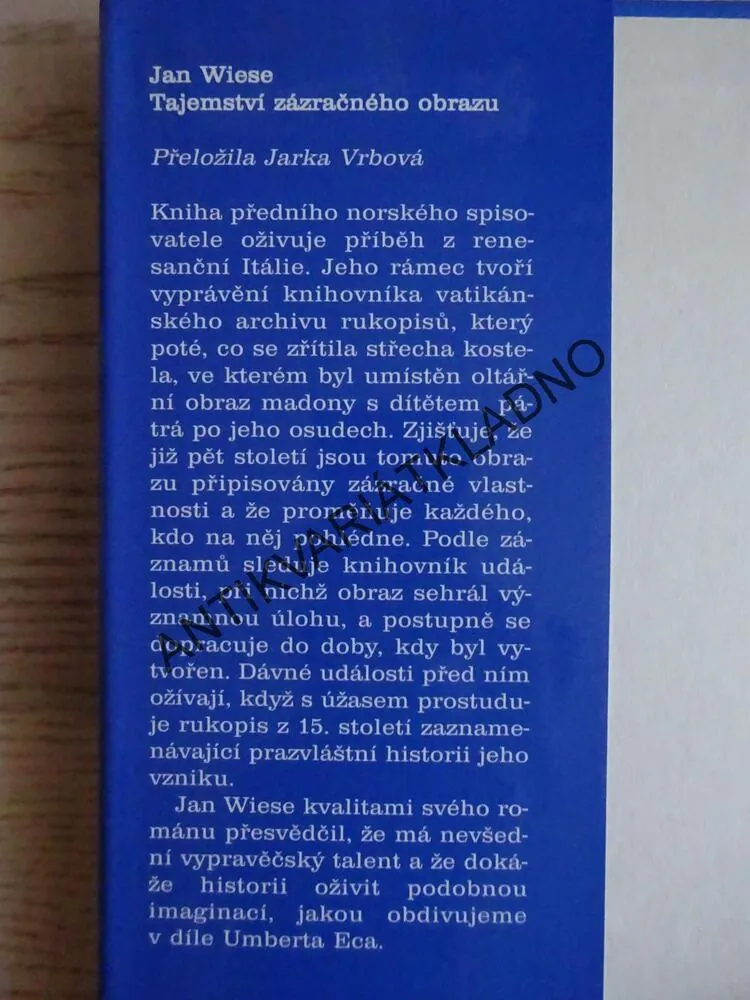 Jan Wiese
Tajemství zázračného obrazu
Přeložila Jarka Vrbová
Kniha předního norského spiso-
vatele oživuje příběh z rene-
sanční Itálie. Jeho rámec tvoří
vyprávění knihovníka vatikán-
ského archivu rukopisů, který
poté, co se zřítila střecha koste-
la, ve kterém byl umístěn oltář-
ní obraz madony s dítětem, pá-
trá po jeho osudech. Zjišťuje, že
již pět století jsou tomuto obra-
zu připisovány zázračné vlast-
nosti a že proměňuje každého,
kdo na něj pohlédne. Podle zá-
znamů sleduje knihovník udá-
losti, při nichž obraz sehrál vý-
znamnou úlohu, a postupně se
dopracuje do doby, kdy byl vy-
tvořen. Dávné události před ním
ožívají, když s úžasem prostudu-
je rukopis z 15. století zazname-
návající prazvláštní historii jeho
vzniku.
Jan Wiese kvalitami svého ro-
mánu přesvědčil, že má nevšed-
ní vypravěčský talent a že doká-
že historii oživit podobnou
imaginací, jakou obdivujeme
v díle Umberta Eca.
ANTIKVARIÁTKLADNO